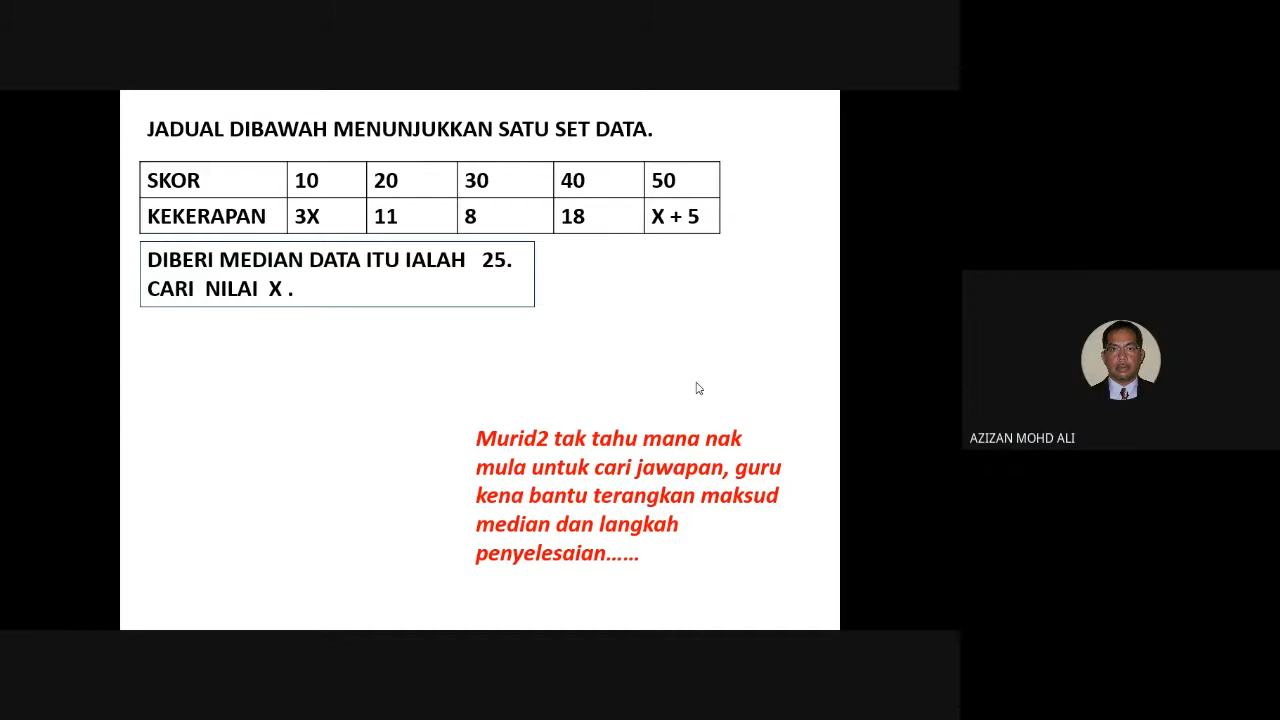 JADUAL DIBAWAH MENUNJUKKAN SATU SET DATA.
SKOR 10 20 30 40 50
KEKERAPAN 3X 11 8 18 X + 5
DIBERI MEDIAN DATA ITU IALAH 25.
CARI NILAI X .
Murid2 tak tahu mana nak
mula untuk cari jawapan, guru
kena bantu terangkan maksud
median dan langkah
penyelesaian......
AZIZAN MOHD ALI